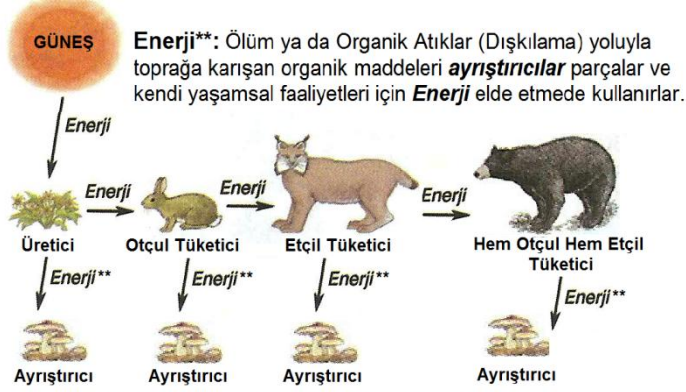 GÜNEŞ
Enerji**: Ölüm ya da Organik Atıklar (Dışkılama) yoluyla
toprağa karışan organik maddeleri ayrıştırıcılar parçalar ve
kendi yaşamsal faaliyetleri için Enerji elde etmede kullanırlar.
Enerji
Enerji
Enerji
Enerji
Üretici
Otçul Tüketici
Etçil Tüketici
Hem Otçul Hem Etçil
Tüketici
Enerji**
Enerji**
Enerji**
Enerji**
Ayrıştırıcı
Ayrıştırıcı
Ayrıştırıcı
Ayrıştırıcı